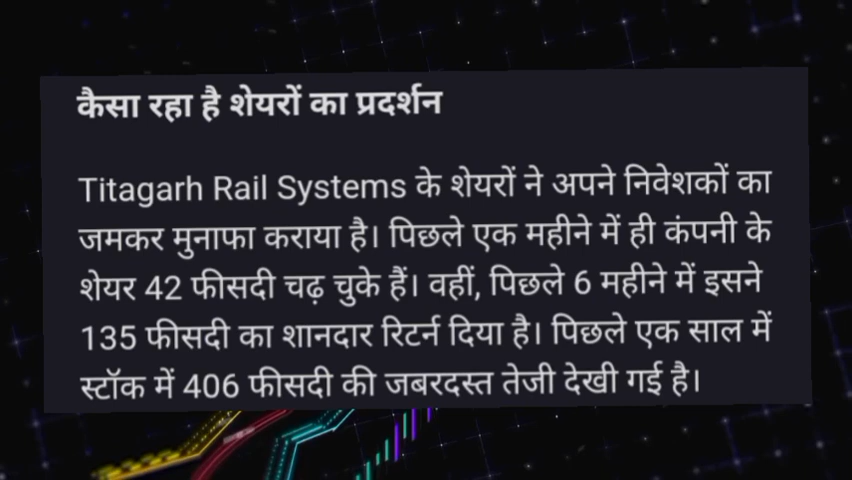 कैसा रहा है शेयरों का प्रदर्शन
Titagarh Rail Systems के शेयरों ने अपने निवेशकों का
जमकर मुनाफा कराया है। पिछले एक महीने में ही कंपनी के
शेयर 42 फीसदी चढ़ चुके हैं। वहीं, पिछले 6 महीने में इसने
135 फीसदी का शानदार रिटर्न दिया है। पिछले एक साल में
स्टॉक में 406 फीसदी की जबरदस्त तेजी देखी गई है।